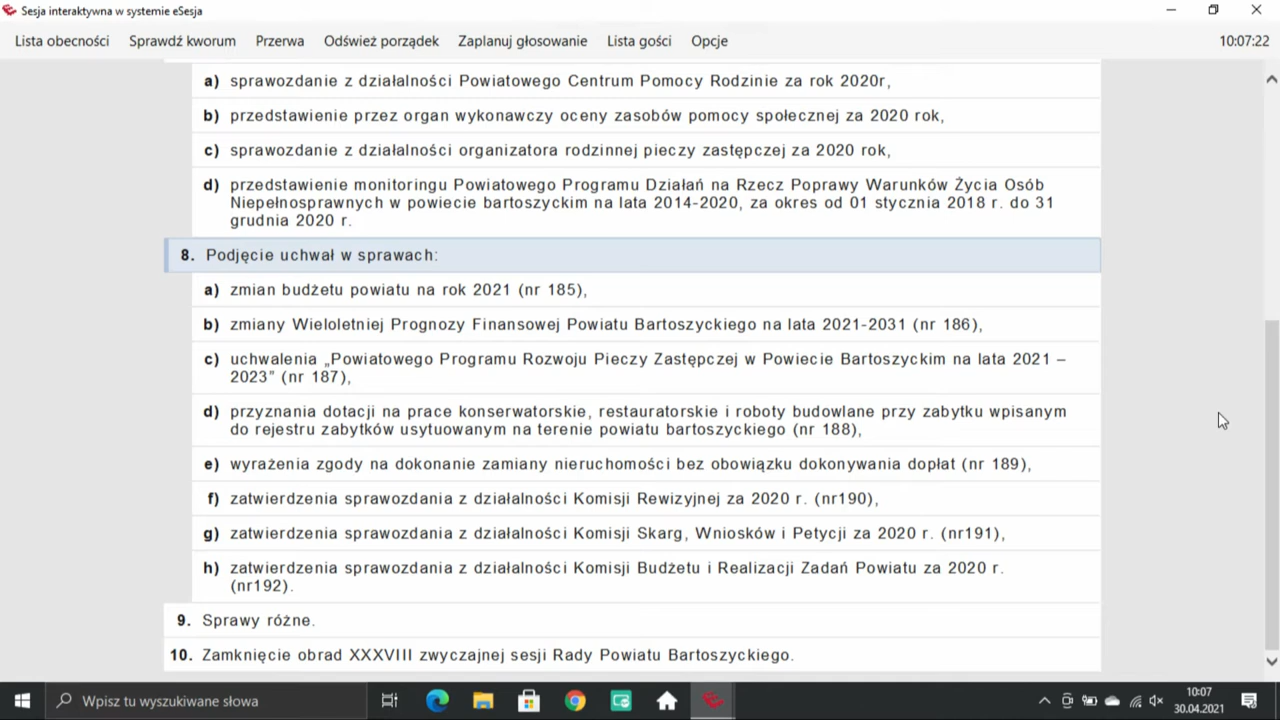 Sesja interaktywna w systemie eSesja
Lista obecności Sprawdź kworum Przerwa Odśwież porządek Zaplanuj głosowanie Lista gości Opcje 10:07:22
a) sprawozdanie z działalności Powiatowego Centrum Pomocy Rodzinie za rok 2020r,
b) przedstawienie przez organ wykonawczy oceny zasobów pomocy społecznej za 2020 rok,
c) sprawozdanie z działalności organizatora rodzinnej pieczy zastępczej za 2020 rok,
d) przedstawienie monitoringu Powiatowego Programu Działań na Rzecz Poprawy Warunków Życia Osób
Niepełnosprawnych w powiecie bartoszyckim na lata 2014-2020, za okres od 01 stycznia 2018 r. do 31
grudnia 2020 r.
8. Podjęcie uchwał w sprawach:
a) zmian budżetu powiatu na rok 2021 (nr 185),
b) zmiany Wieloletniej Prognozy Finansowej Powiatu Bartoszyckiego na lata 2021-2031 (nr 186),
c) uchwalenia „Powiatowego Programu Rozwoju Pieczy Zastępczej w Powiecie Bartoszyckim na lata 2021 –
2023” (nr 187),
d) przyznania dotacji na prace konserwatorskie, restauratorskie i roboty budowlane przy zabytku wpisanym
do rejestru zabytków usytuowanym na terenie powiatu bartoszyckiego (nr 188),
e) wyrażenia zgody na dokonanie zamiany nieruchomości bez obowiązku dokonywania dopłat (nr 189),
f) zatwierdzenia sprawozdania z działalności Komisji Rewizyjnej za 2020 r. (nr190),
g) zatwierdzenia sprawozdania z działalności Komisji Skarg, Wniosków i Petycji za 2020 r. (nr191),
h) zatwierdzenia sprawozdania z działalności Komisji Budżetu i Realizacji Zadań Powiatu za 2020 r.
(nr192).
9. Sprawy różne.
10. Zamknięcie obrad XXXVIII zwyczajnej sesji Rady Powiatu Bartoszyckiego.
Wpisz tu wyszukiwane słowa
10:07
30.04.2021